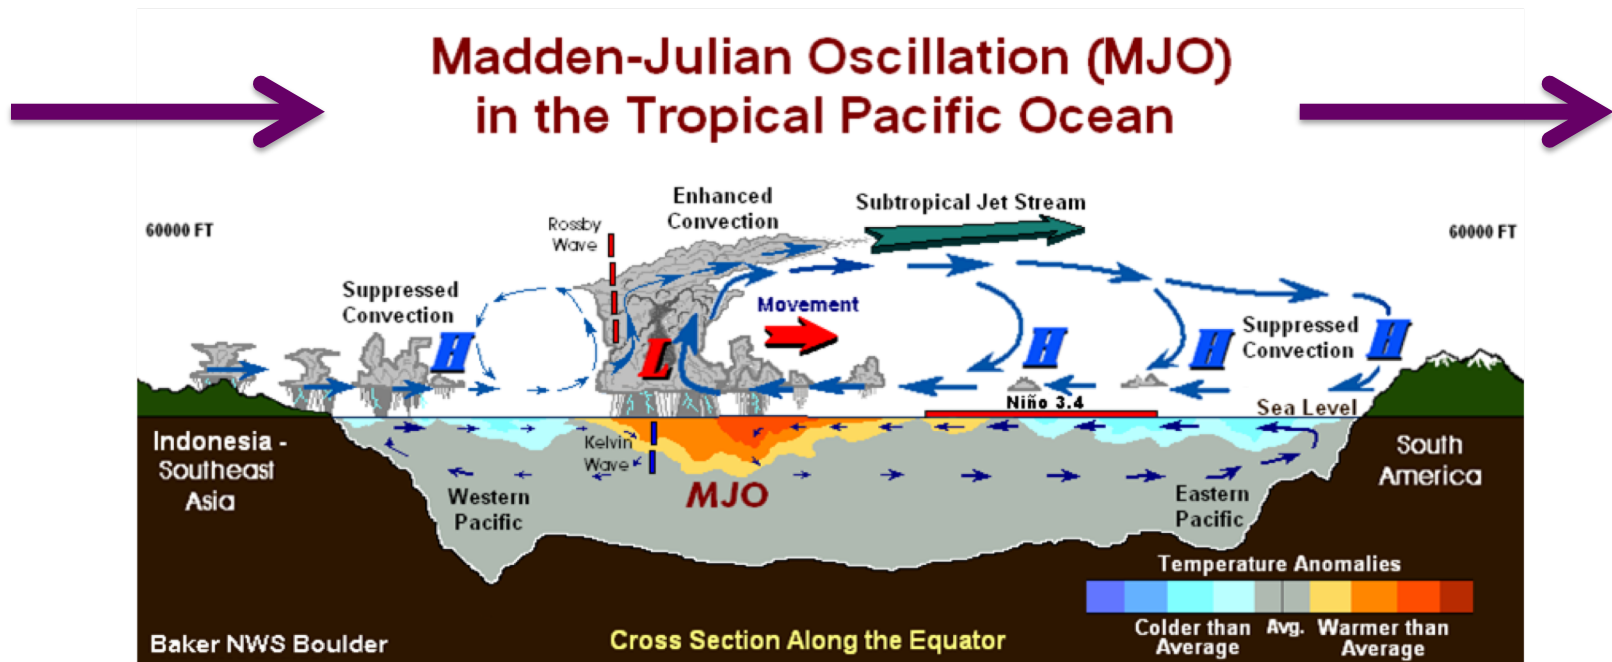 Madden-Julian Oscillation (MJO)
in the Tropical Pacific Ocean
60000 FT
Rossby
Wave
Enhanced
Convection
Subtropical Jet Stream
60000 FT
Suppressed
Convection
H
L
Movement
H
H
Suppressed
Convection
H
Niño 3.4
Sea Level
Indonesia -
Southeast
Asia
Kelvin
Wave
Western
Pacific
MJO
Eastern
Pacific
South
America
Temperature Anomalies
Colder than
Average
Avg.
Warmer than
Average
Baker NWS Boulder
Cross Section Along the Equator